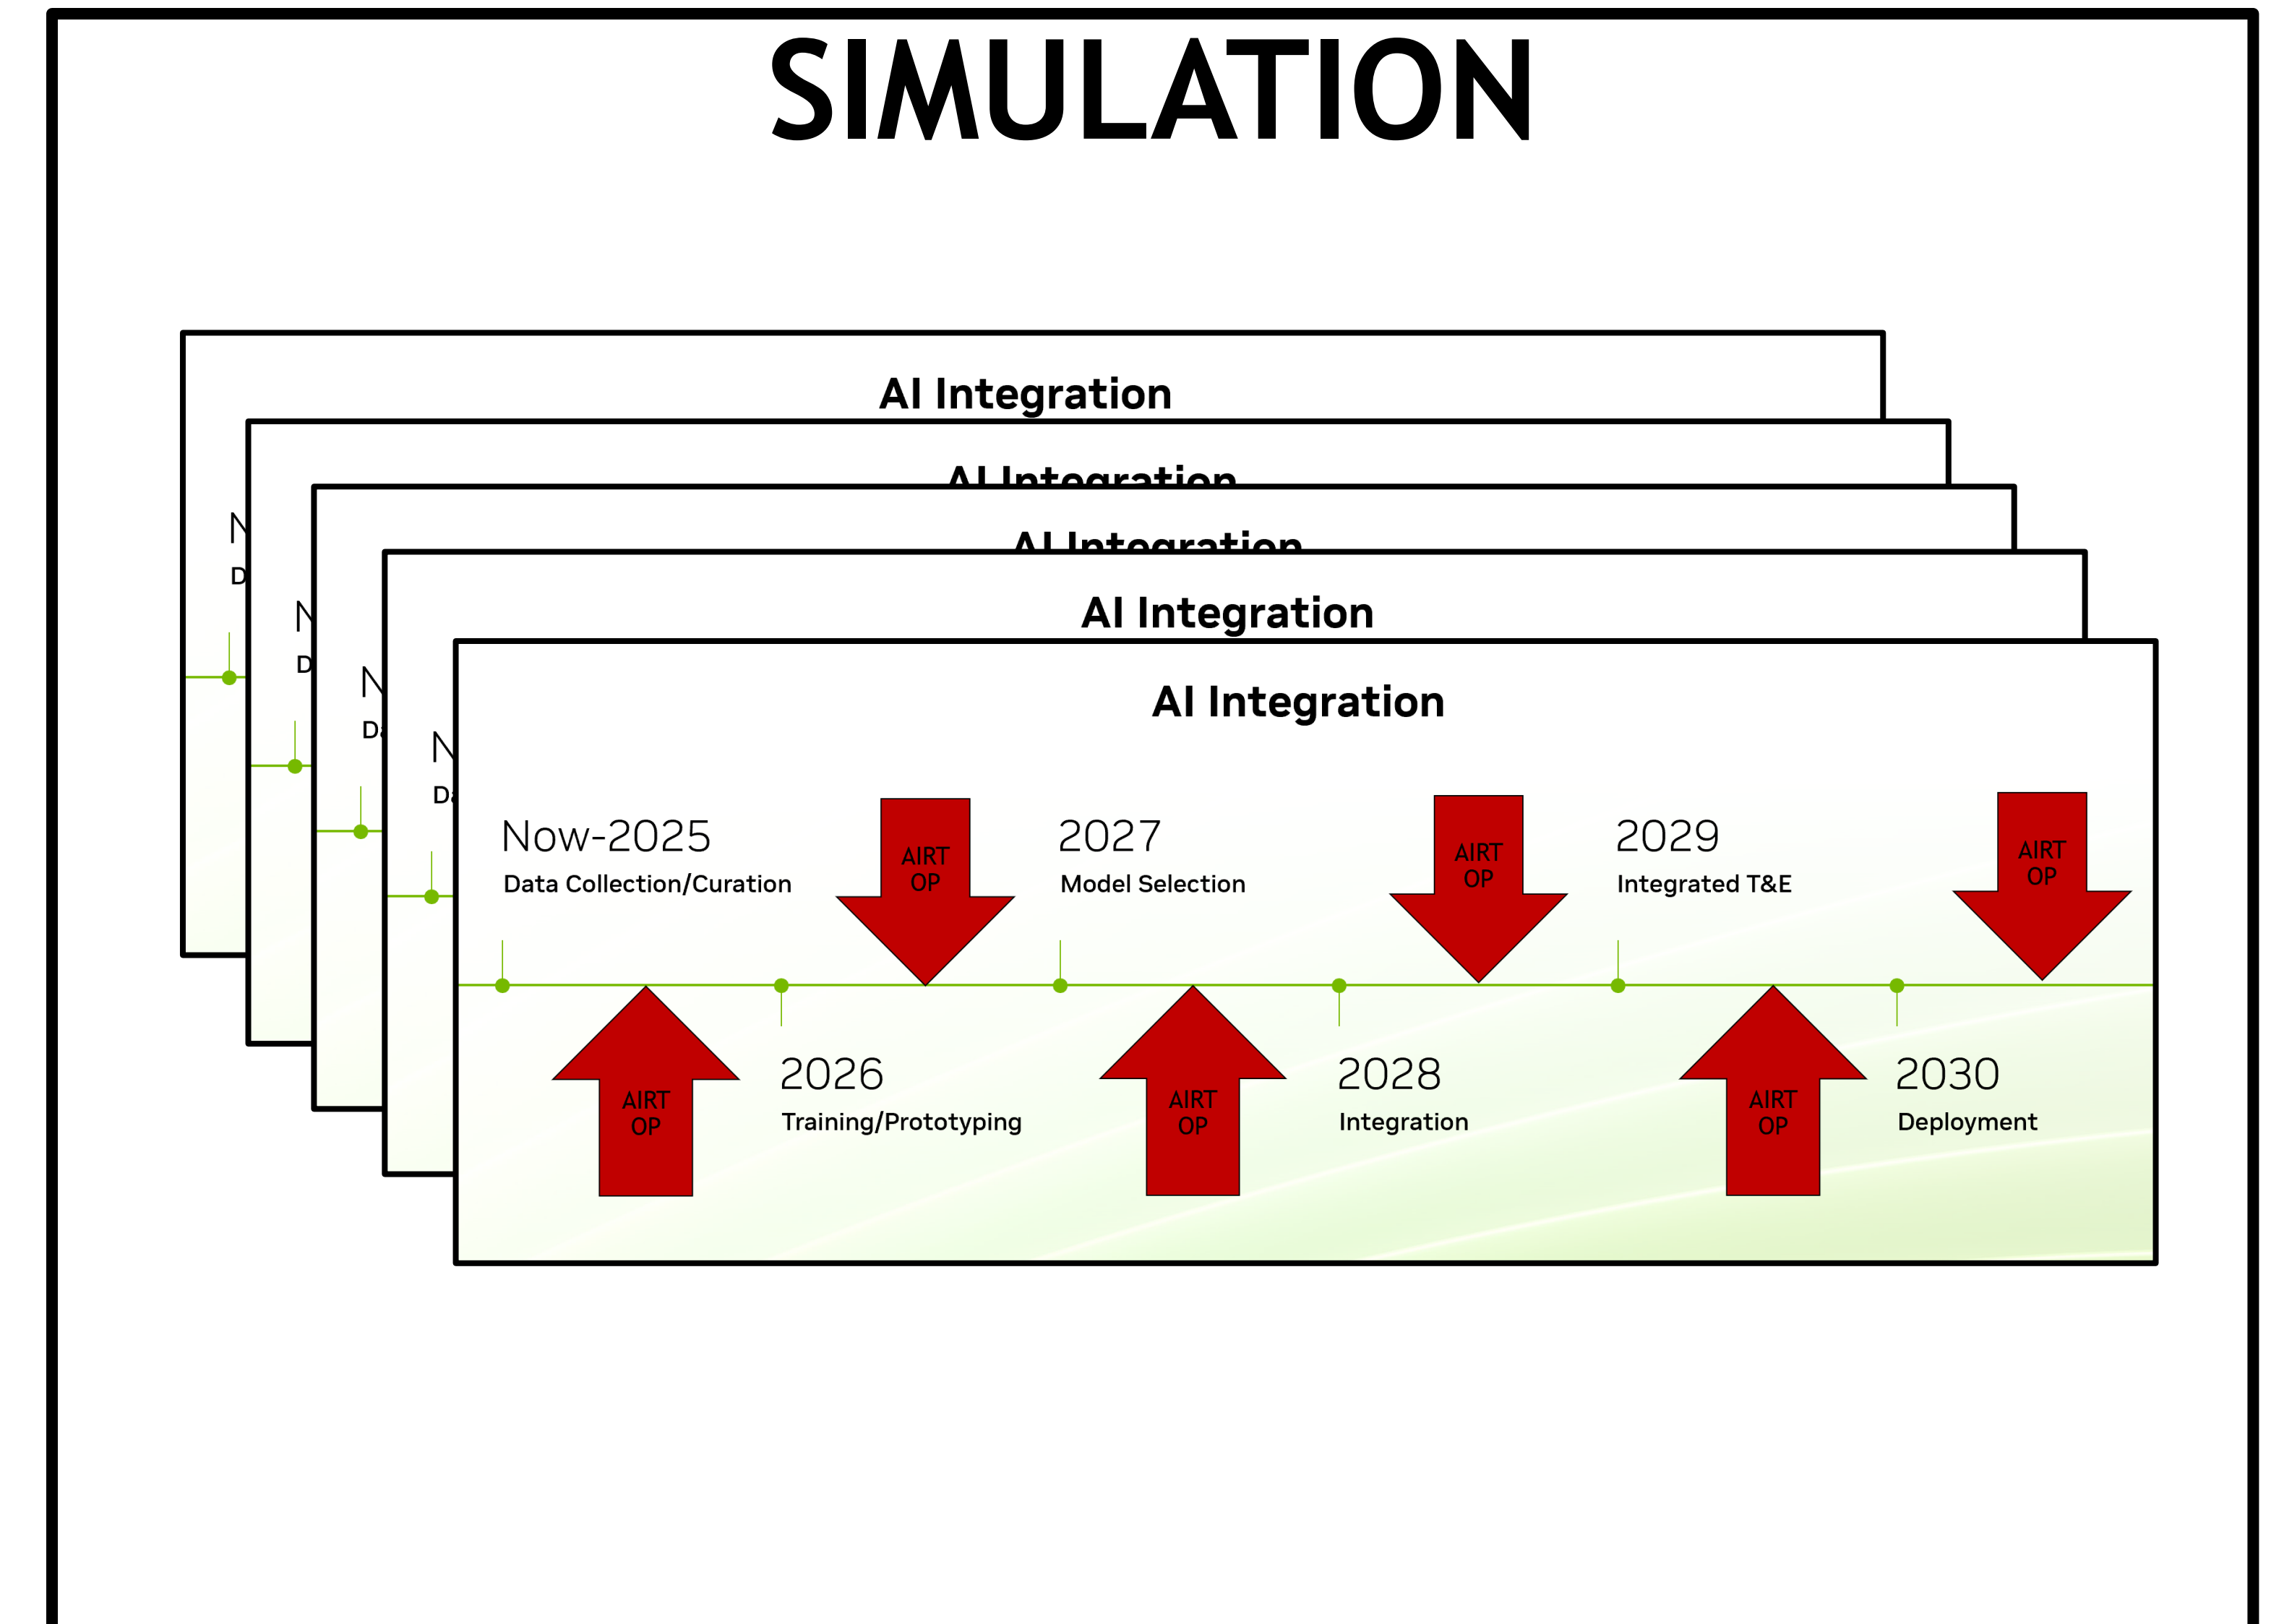 SIMULATION
AI Integration
AI Integration
AI Integration
AI Integration
AI Integration
Now-2025
Data Collection/Curation
AIRT
OP
2027
Model Selection
AIRT
OP
2029
Integrated T&E
AIRT
OP
AIRT
OP
2026
Training/Prototyping
AIRT
OP
2028
Integration
AIRT
OP
2030
Deployment
N
D
N
D
N
Da
N
Da